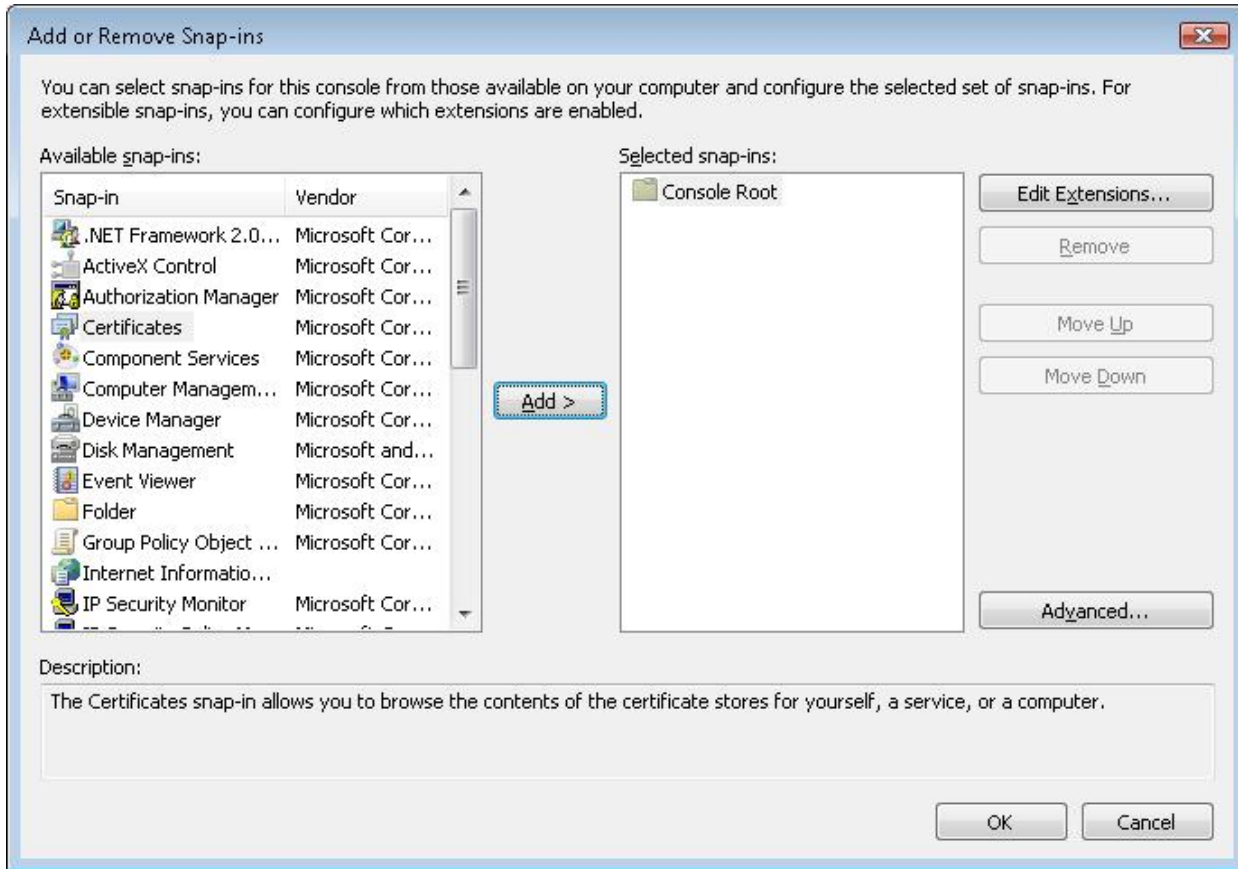 Add or Remove Snap-ins
You can select snap-ins for this console from those available on your computer and configure the selected set of snap-ins. For
extensible snap-ins, you can configure which extensions are enabled.
Available snap-ins:
Snap-in Vendor
.NET Framework 2.0... Microsoft Cor...
ActiveX Control Microsoft Cor...
Authorization Manager Microsoft Cor...
Certificates Microsoft Cor...
Component Services Microsoft Cor...
Computer Managem... Microsoft Cor...
Device Manager Microsoft Cor...
Disk Management Microsoft and...
Event Viewer Microsoft Cor...
Folder Microsoft Cor...
Group Policy Object ... Microsoft Cor...
Internet Informatio...
IP Security Monitor Microsoft Cor...
Add >
Selected snap-ins:
Console Root
Edit Extensions...
Remove
Move Up
Move Down
Advanced...
Description:
The Certificates snap-in allows you to browse the contents of the certificate stores for yourself, a service, or a computer.
OK Cancel